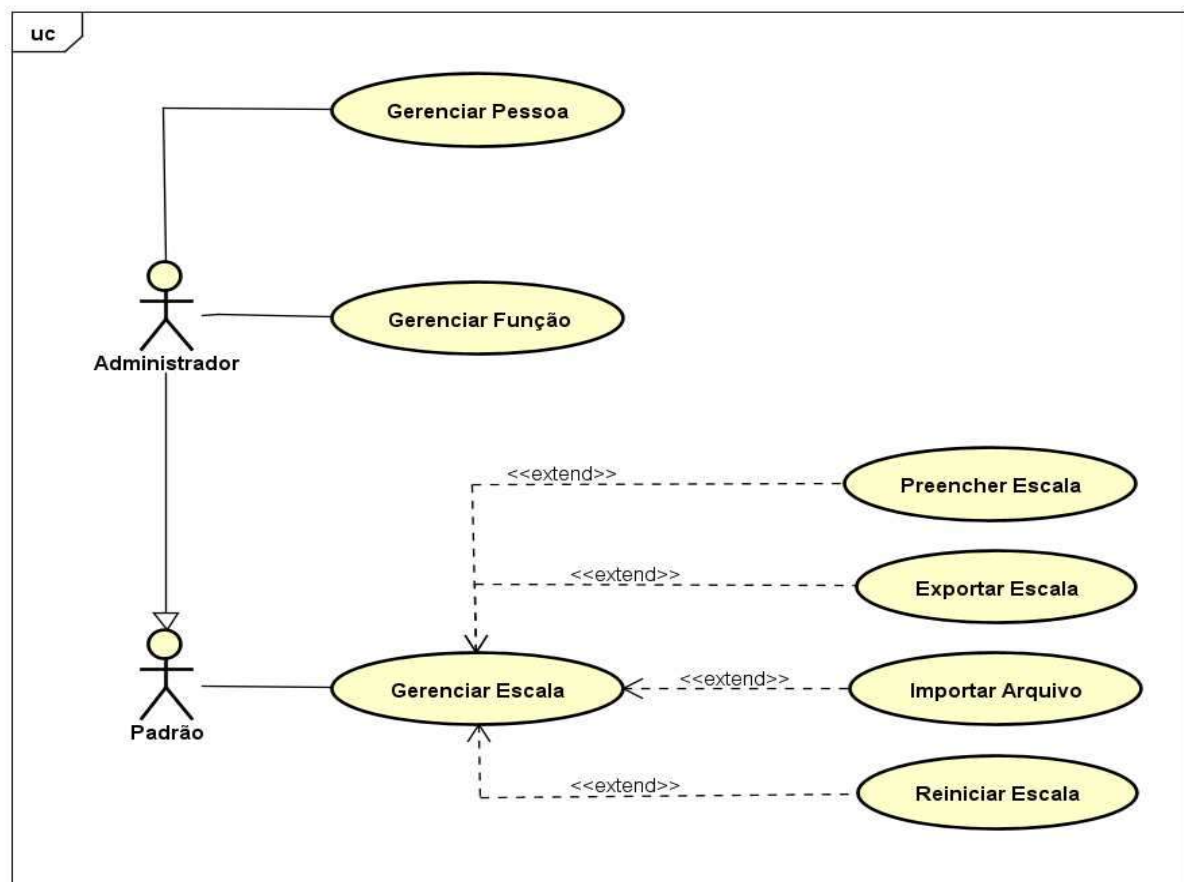 uc
Gerenciar Pessoa
Gerenciar Função
Administrador
<<extend>>
Preencher Escala
<<extend>>
Exportar Escala
Padrão
Gerenciar Escala
<<extend>>
Importar Arquivo
<<extend>>
Reiniciar Escala